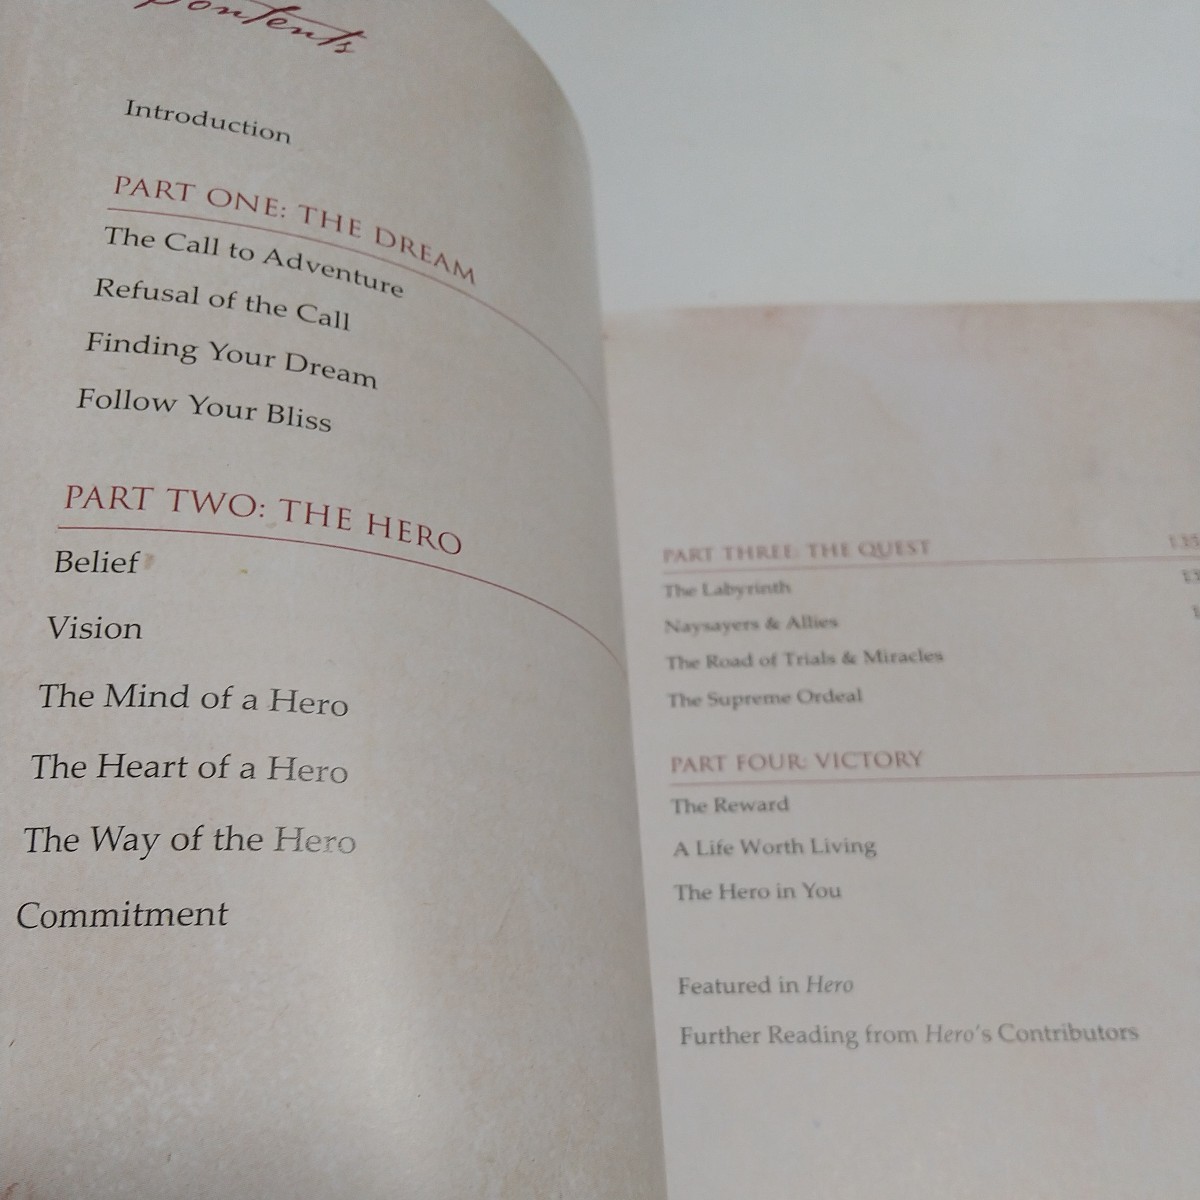 Contents
Introduction
PART ONE: THE DREAM
The Call to Adventure
Refusal of the Call
Finding Your Dream
Follow Your Bliss
PART TWO: THE HERO
Belief
Vision
The Mind of a Hero
The Heart of a Hero
The Way of the Hero
Commitment
PART THREE: THE QUEST
The Labyrinth
Naysayers & Allies
The Road of Trials & Miracles
The Supreme Ordeal
PART FOUR: VICTORY
The Reward
A Life Worth Living
The Hero in You
Featured in Hero
Further Reading from Hero's Contributors